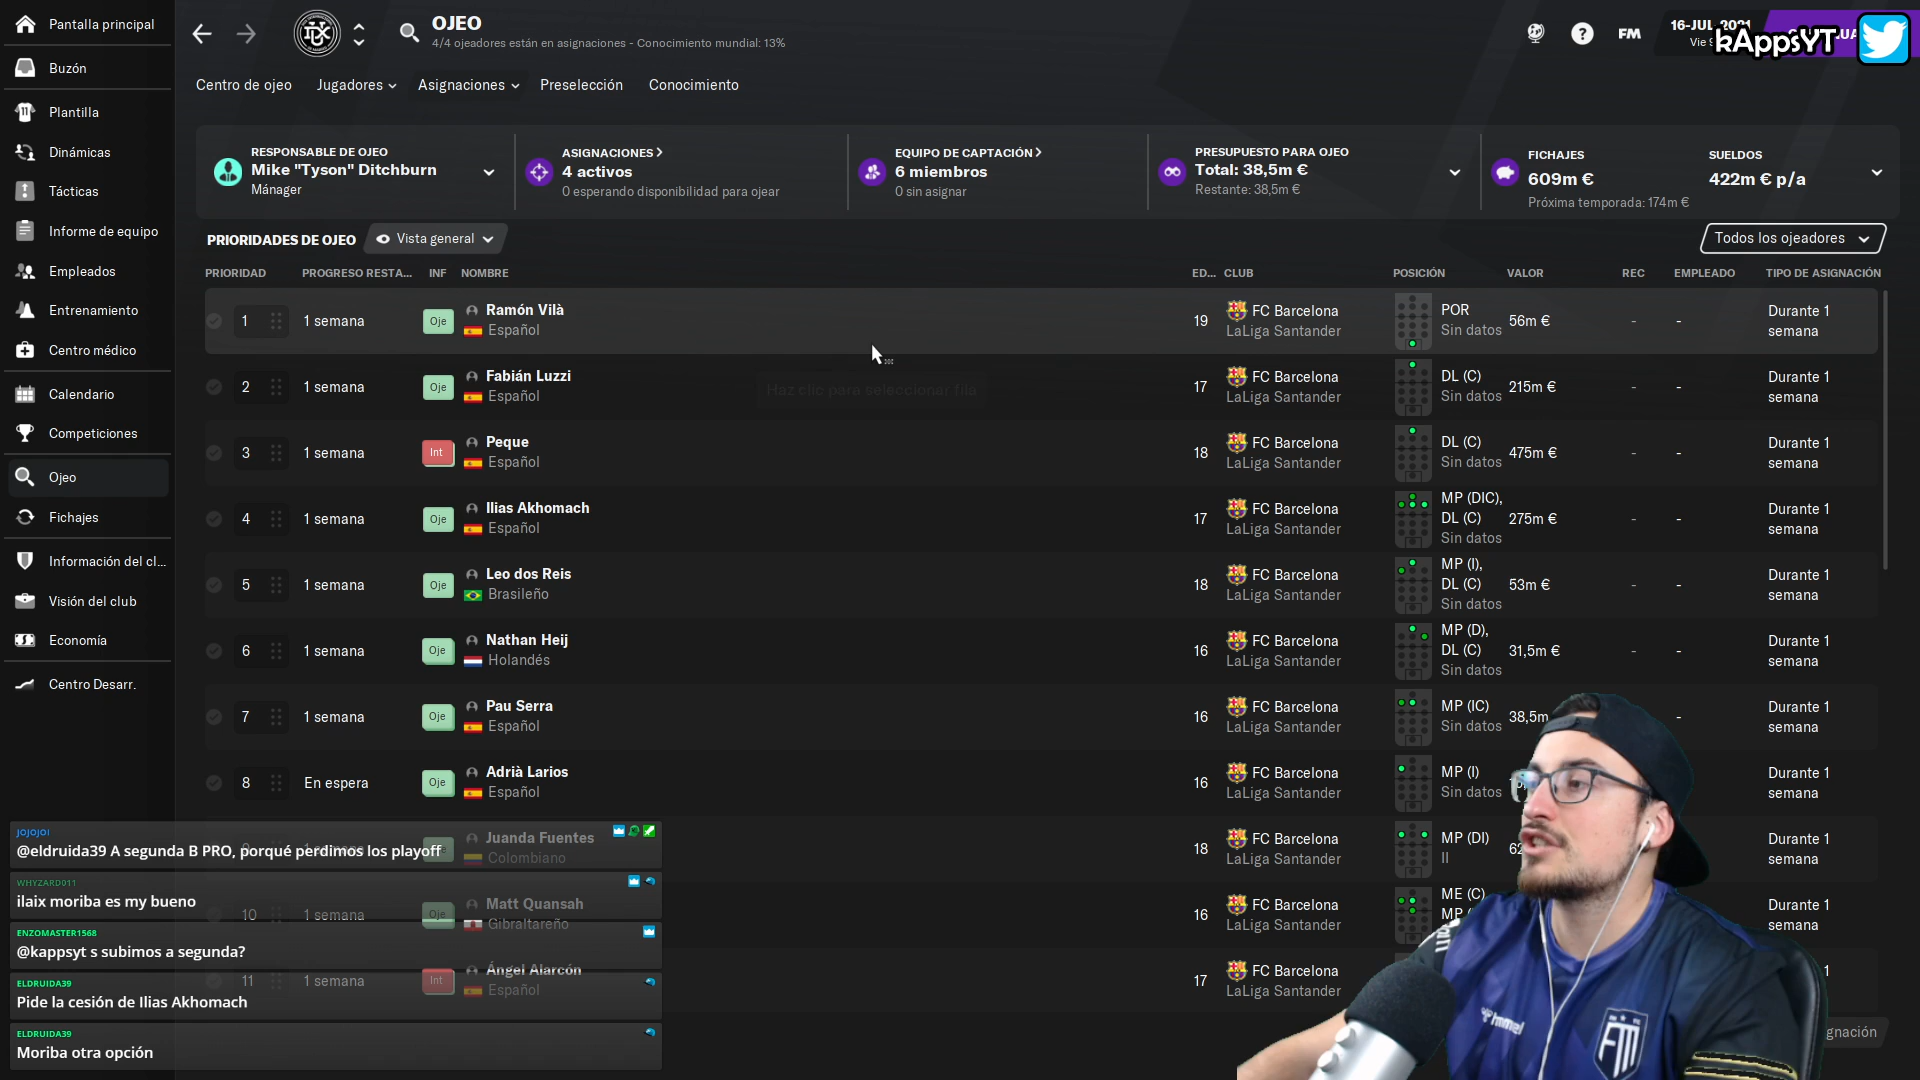 Pantalla principal
Buzón
Plantilla
Dinámicas
Tácticas
Informe de equipo
Empleados
Entrenamiento
Centro médico
Calendario
Competiciones
Ojeo
Fichajes
Información del cl...
Visión del club
Economía
Centro Desarr.
OJEO
4/4 ojeadores están en asignaciones - Conocimiento mundial: 13%
FM
16-JUL 2021
Vie
kAppsYT
Centro de ojeo
Jugadores
Asignaciones
Preselección
Conocimiento
RESPONSABLE DE OJEO
Mike "Tyson" Ditchburn
Mánager
ASIGNACIONES
4 activos
0 esperando disponibilidad para ojear
EQUIPO DE CAPTACIÓN
6 miembros
0 sin asignar
PRESUPUESTO PARA OJEO
Total: 38,5m €
Restante: 38,5m €
FICHAJES
609m €
Próxima temporada: 174m €
SUELDOS
422m € p/a
PRIORIDADES DE OJEO
Vista general
Todos los ojeadores
PRIORIDAD PROGRESO RESTA... INF NOMBRE ED... CLUB POSICIÓN VALOR REC EMPLEADO TIPO DE ASIGNACIÓN
1 1 semana Oje Ramón Vilà Español 19 FC Barcelona LaLiga Santander POR Sin datos 56m € - - Durante 1 semana
Haz clic para seleccionar fila
2 1 semana Oje Fabián Luzzi Español 17 FC Barcelona LaLiga Santander DL (C) Sin datos 215m € - - Durante 1 semana
3 1 semana Int Peque Español 18 FC Barcelona LaLiga Santander DL (C) Sin datos 475m € - - Durante 1 semana
4 1 semana Oje Ilias Akhomach Español 17 FC Barcelona LaLiga Santander MP (DIC), DL (C) Sin datos 275m € - - Durante 1 semana
5 1 semana Oje Leo dos Reis Brasileño 18 FC Barcelona LaLiga Santander MP (I), DL (C) Sin datos 53m € - - Durante 1 semana
6 1 semana Oje Nathan Heij Holandés 16 FC Barcelona LaLiga Santander MP (D), DL (C) Sin datos 31,5m € - - Durante 1 semana
7 1 semana Oje Pau Serra Español 16 FC Barcelona LaLiga Santander MP (IC) Sin datos 38,5m - Durante 1 semana
8 En espera Oje Adrià Larios Español 16 FC Barcelona LaLiga Santander MP (I) Sin datos Durante 1 semana
Juanda Fuentes Colombiano 18 FC Barcelona LaLiga Santander MP (DI) II 62 Durante 1 semana
10 1 semana Oje Matt Quansah Gibraltareño 16 FC Barcelona LaLiga Santander ME (C) MP Durante 1 semana
11 1 semana Int Ángel Alarcón Español 17 FC Barcelona LaLiga Santander 1
JOJOJOI
@eldruida39 A segunda B PRO, porqué perdimos los playoff
WHYZARD011
ilaix moriba es my bueno
ENZOMASTER1568
@kappsyt s subimos a segunda?
ELDRUIDA39
Pide la cesión de Ilias Akhomach
ELDRUIDA39
Moriba otra opción
gnación
hummel
FM